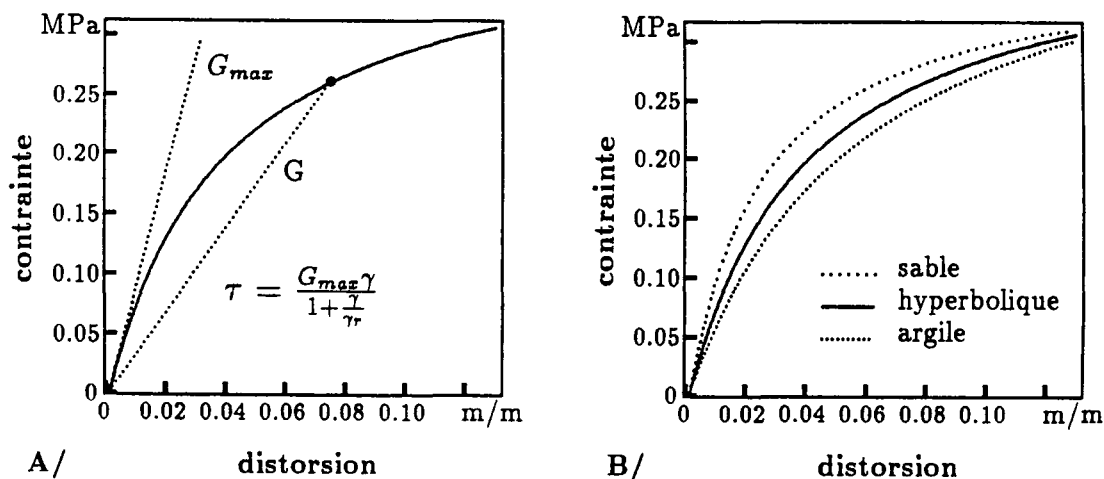 MPa
G_max
0.25
0.20
G
0.15
0.10
τ = G_max γ / 1 + γ/γ_r
0.05
0
0 0.02 0.04 0.06 0.08 0.10 m/m
contrainte
A/ distorsion
MPa
0.25
0.20
0.15
0.10
0.05
0
sable
hyperbolique
argile
0 0.02 0.04 0.06 0.08 0.10 m/m
contrainte
B/ distorsion